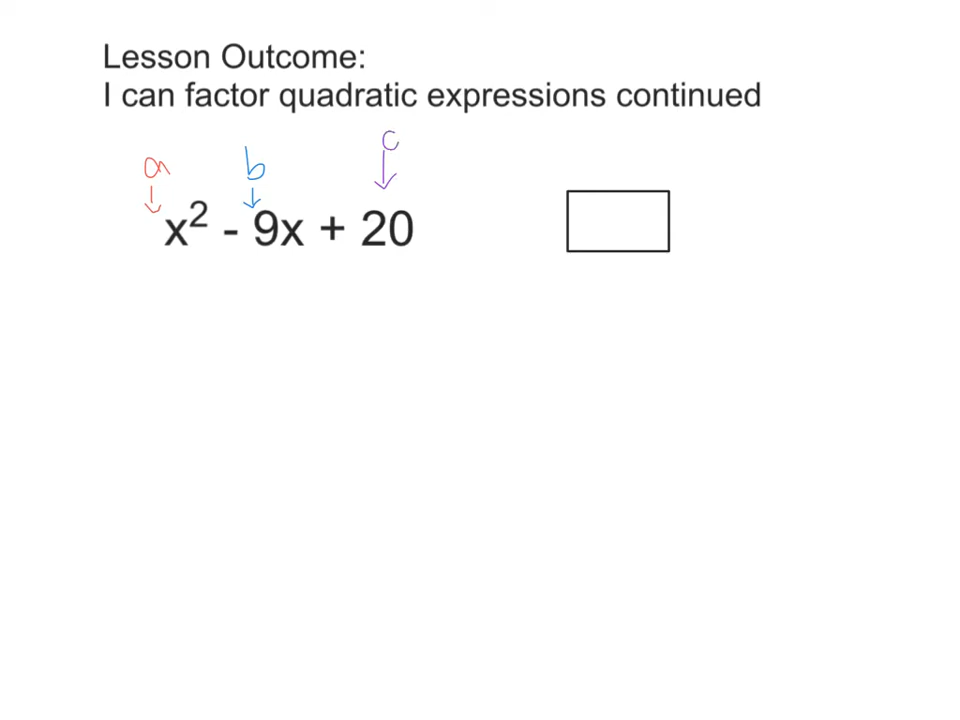 Lesson Outcome:
I can factor quadratic expressions continued
a b c
x² - 9x + 20